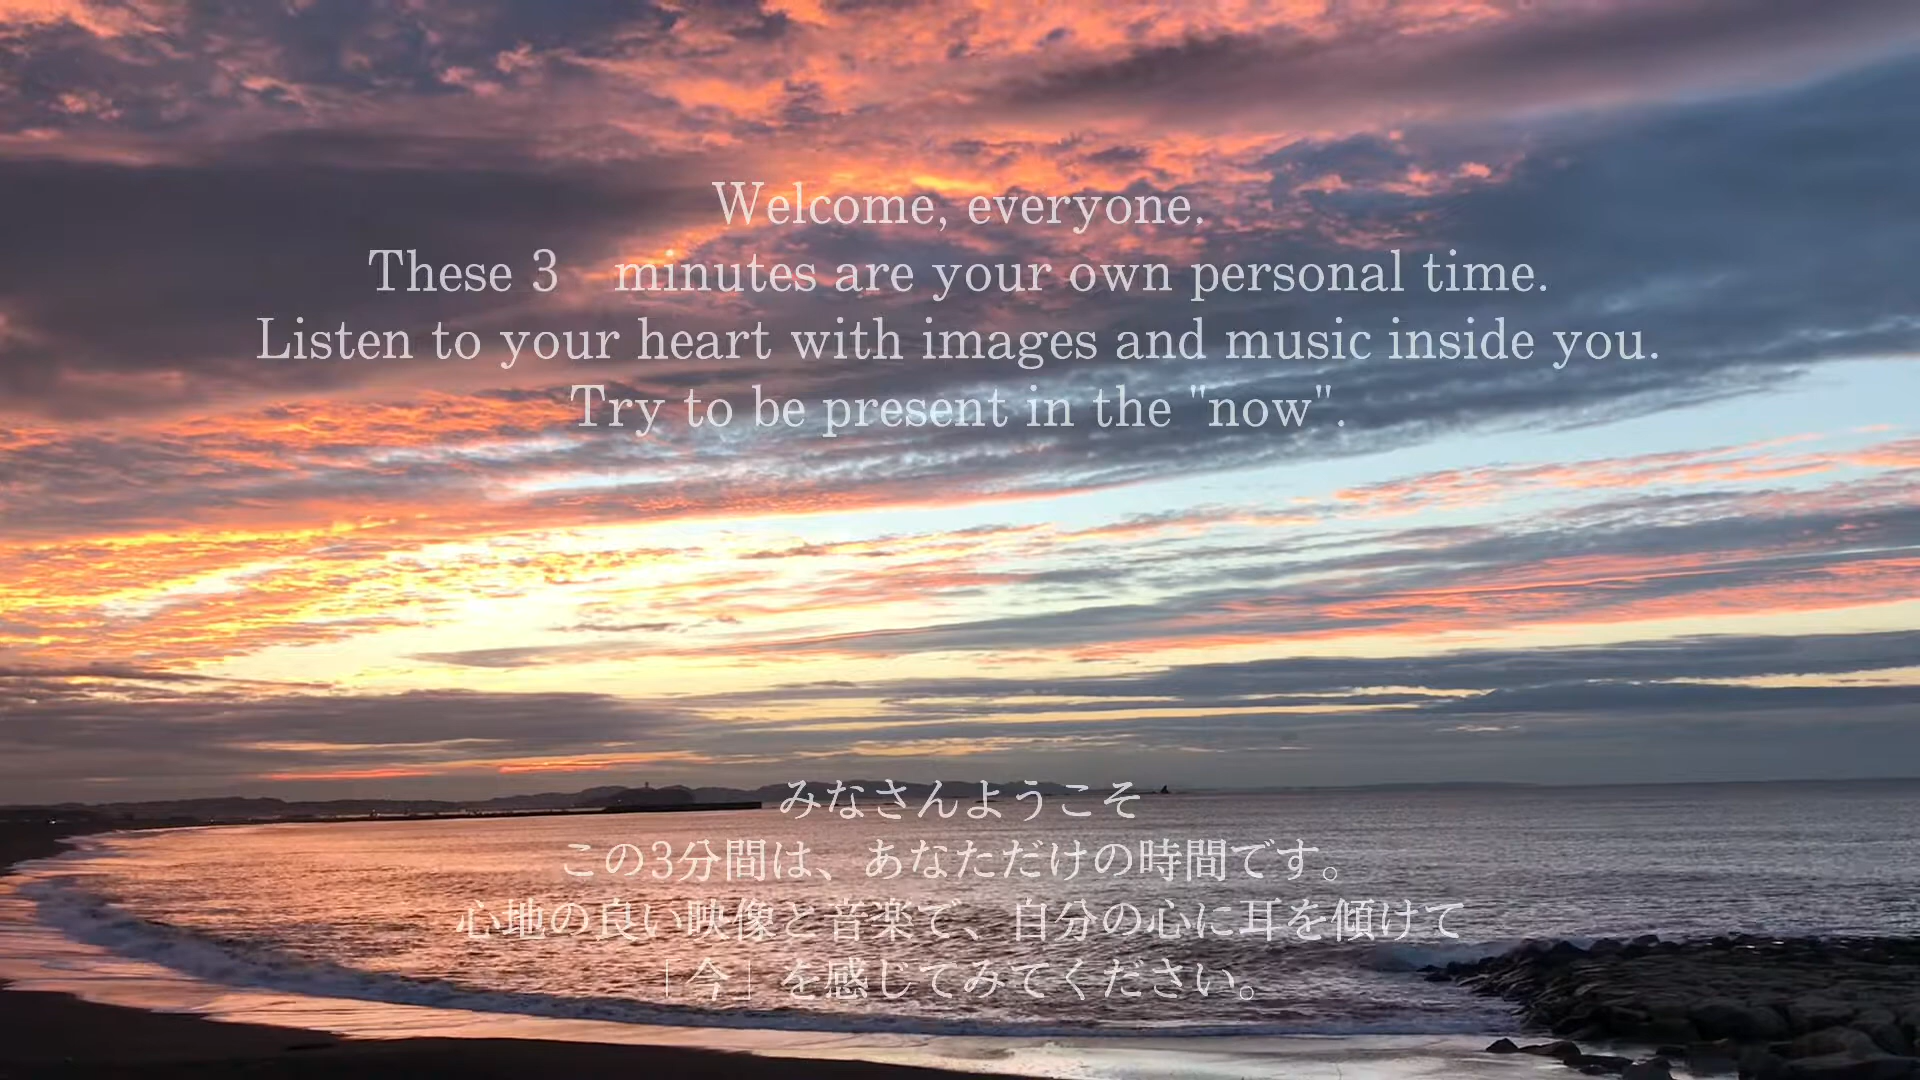 Welcome, everyone.
These 3　minutes are your own personal time.
Listen to your heart with images and music inside you.
Try to be present in the "now".
みなさんようこそ
この3分間は、あなただけの時間です。
心地の良い映像と音楽で、自分の心に耳を傾けて
「今」を感じてみてください。